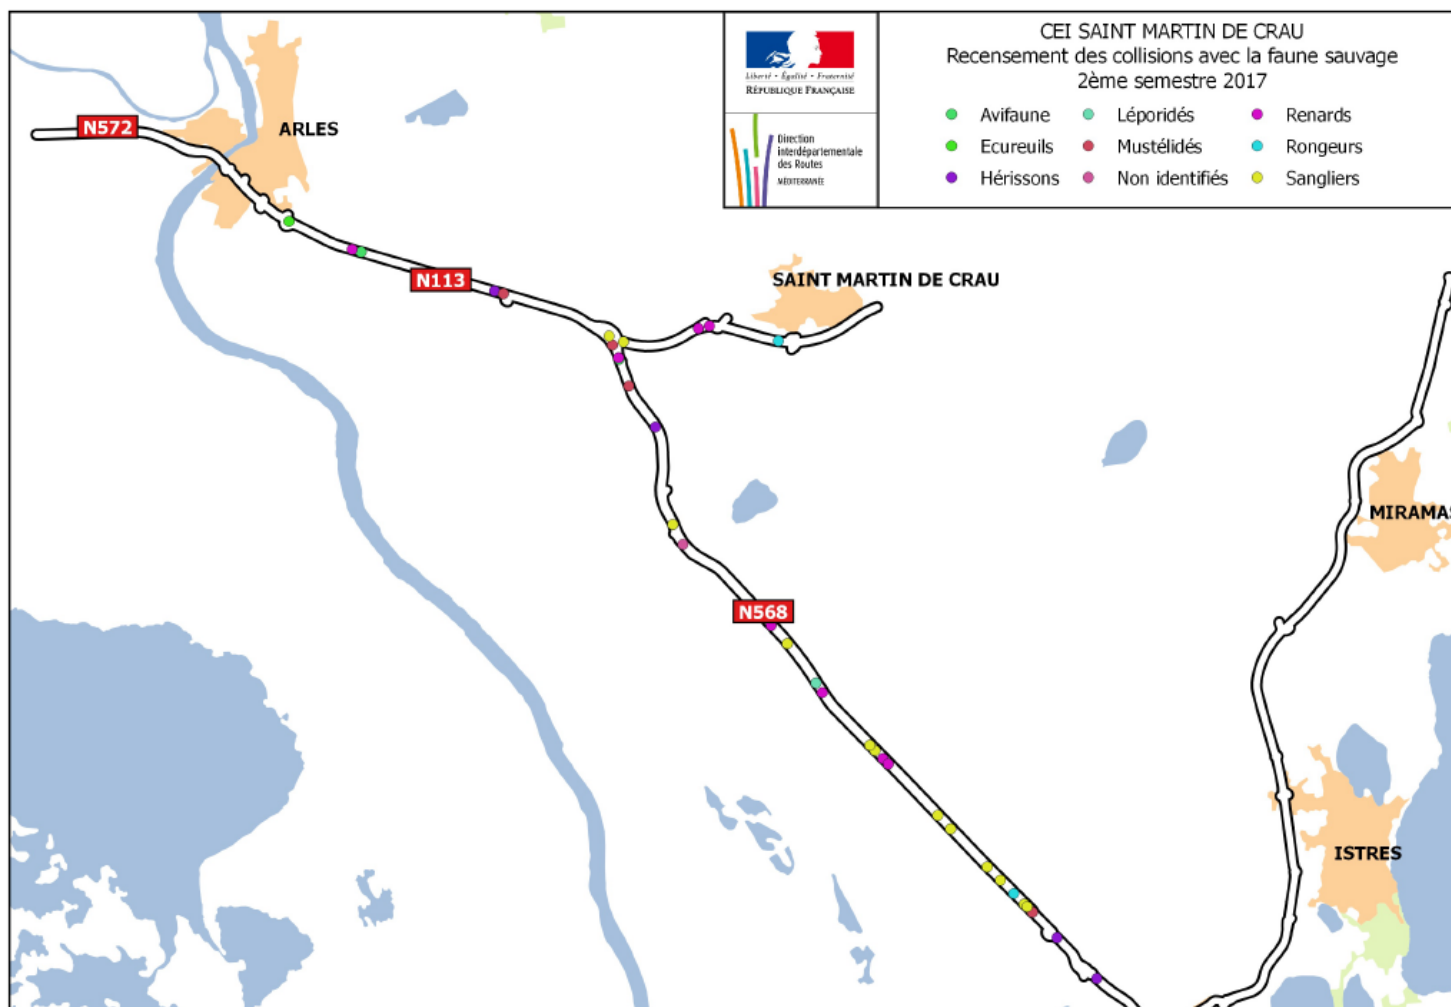 CEI SAINT MARTIN DE CRAU
Recensement des collisions avec la faune sauvage
2ème semestre 2017
Liberté • Égalité • Fraternité
RÉPUBLIQUE FRANÇAISE
Direction
interdépartementale
des Routes
MÉDITERRANÉE
Avifaune
Léporidés
Renards
Ecureuils
Mustélidés
Rongeurs
Hérissons
Non identifiés
Sangliers
N572
ARLES
N113
SAINT MARTIN DE CRAU
MIRAMAS
N568
ISTRES